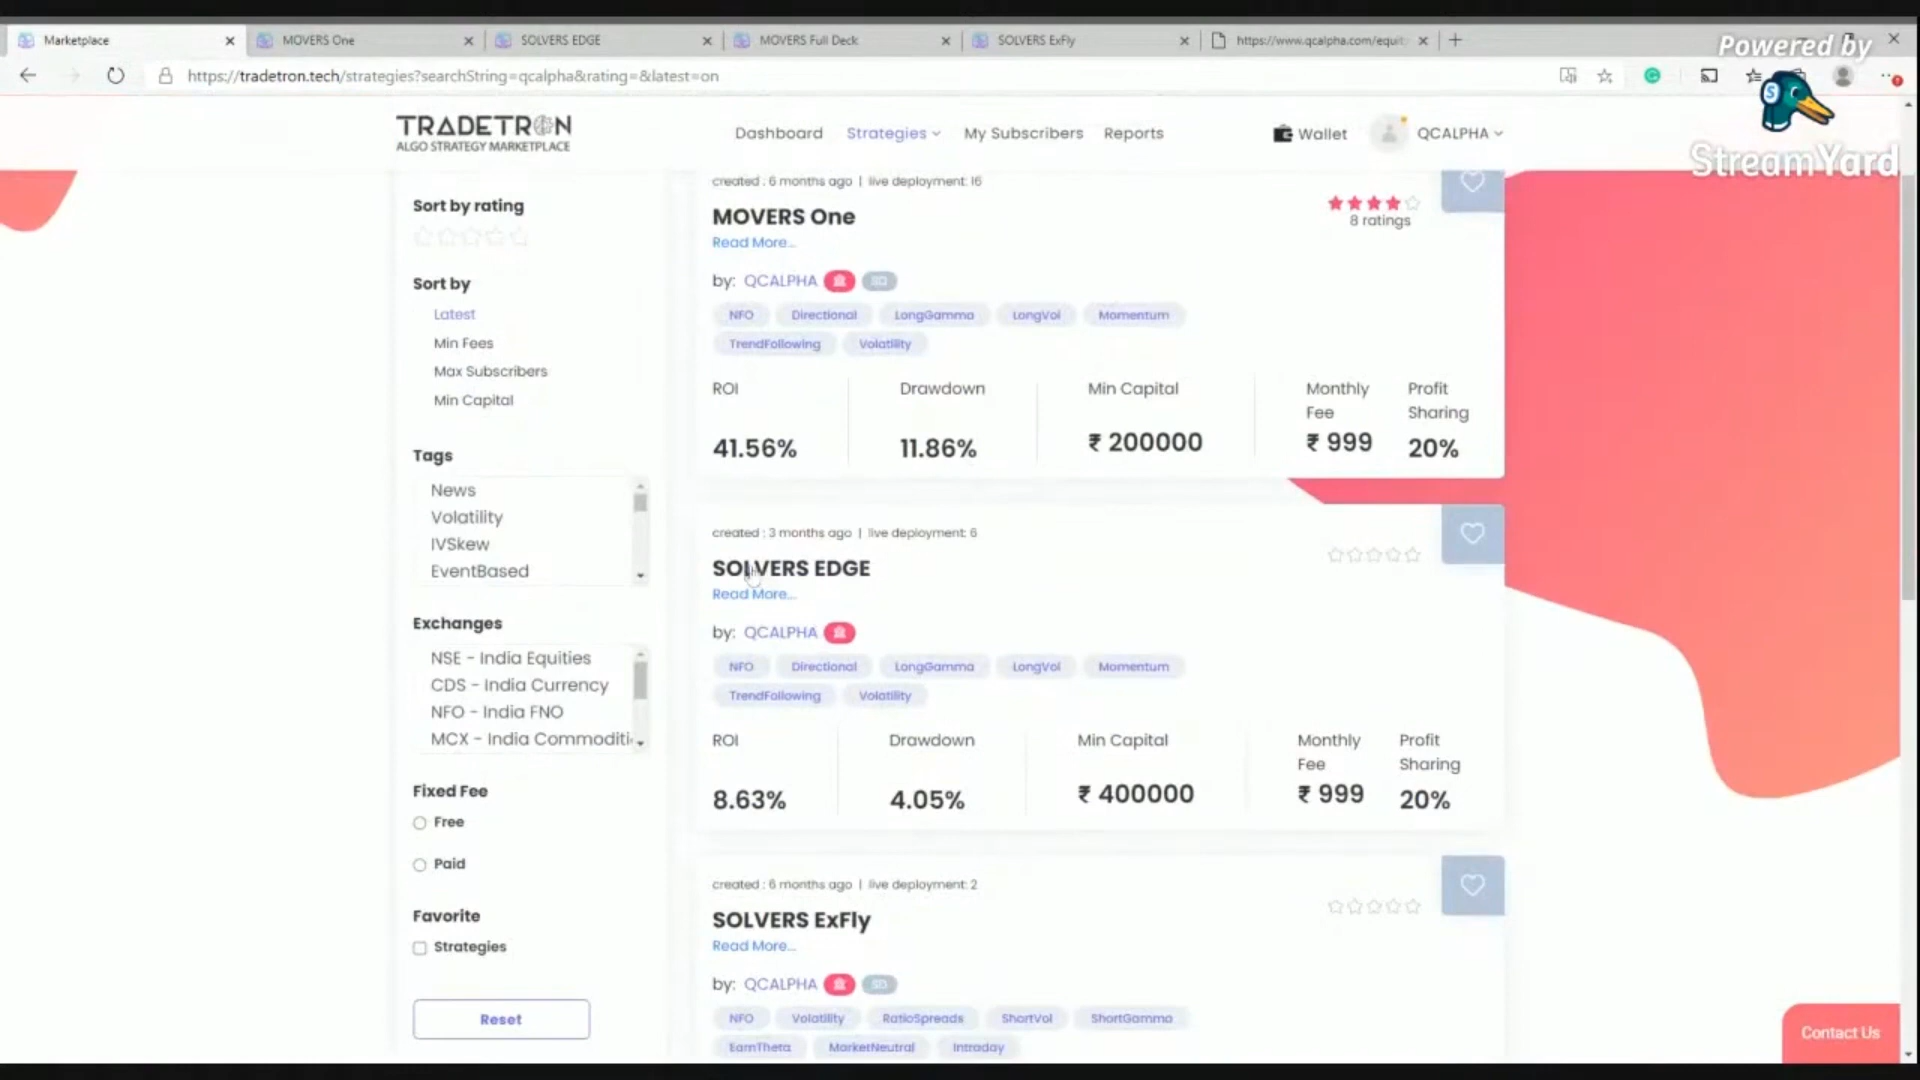 Marketplace
MOVERS One
SOLVERS EDGE
MOVERS Full Deck
SOLVERS ExFly
https://www.qcalpha.com/equit
Powered by
StreamYard
https://tradetron.tech/strategies?searchString=qcalpha&rating=&latest=on
TRADETRON
ALGO STRATEGY MARKETPLACE
Dashboard
Strategies
My Subscribers
Reports
Wallet
QCALPHA
Sort by rating
Sort by
Latest
Min Fees
Max Subscribers
Min Capital
Tags
News
Volatility
IVSkew
EventBased
Exchanges
NSE - India Equities
CDS - India Currency
NFO - India FNO
MCX - India Commoditi
Fixed Fee
Free
Paid
Favorite
Strategies
Reset
created : 6 months ago | live deployment: 16
MOVERS One
8 ratings
Read More...
by: QCALPHA
NFO Directional LongGamma LongVol Momentum
TrendFollowing Volatility
ROI Drawdown Min Capital Monthly Fee Profit Sharing
41.56% 11.86% ₹ 200000 ₹ 999 20%
created : 3 months ago | live deployment: 6
SOLVERS EDGE
Read More...
by: QCALPHA
NFO Directional LongGamma LongVol Momentum
TrendFollowing Volatility
ROI Drawdown Min Capital Monthly Fee Profit Sharing
8.63% 4.05% ₹ 400000 ₹ 999 20%
created : 6 months ago | live deployment: 2
SOLVERS ExFly
Read More...
by: QCALPHA
NFO Volatility RatioSpreads ShortVol ShortGamma
EarnTheta MarketNeutral Intraday
Contact Us